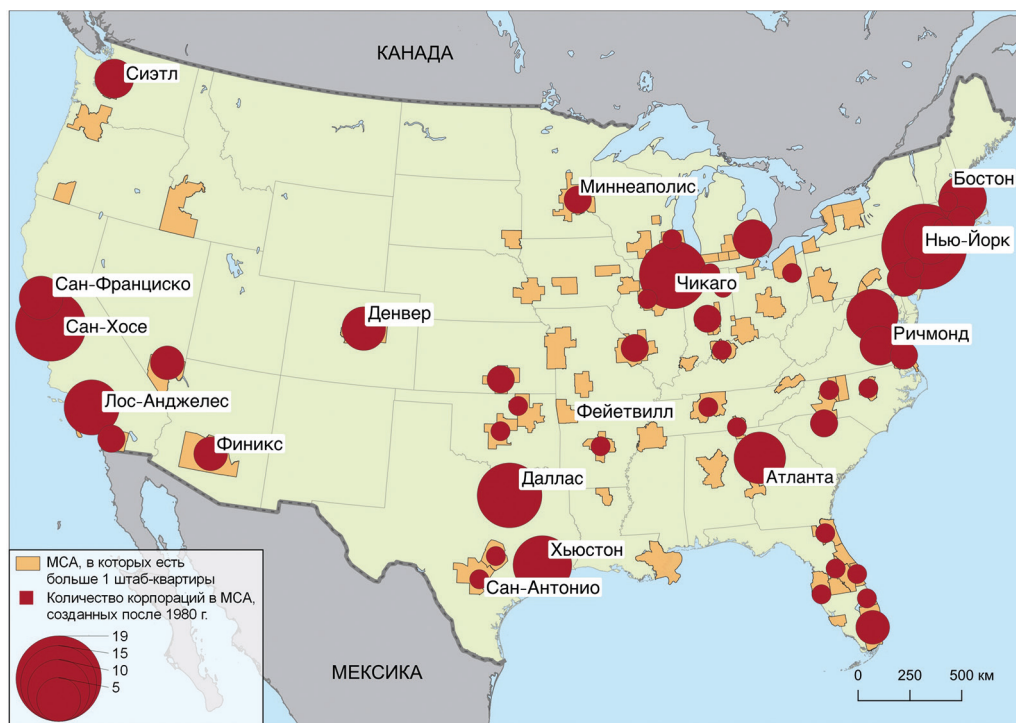 КАНАДА
Сиэтл
Миннеаполис
Бостон
Нью-Йорк
Сан-Франциско
Чикаго
Сан-Хосе
Денвер
Ричмонд
Лос-Анджелес
Фейетвилл
Финикс
Даллас
Атланта
Хьюстон
Сан-Антонио
МЕКСИКА
МСА, в которых есть
больше 1 штаб-квартиры
Количество корпораций в МСА,
созданных после 1980 г.
19
15
10
5
0 250 500 км